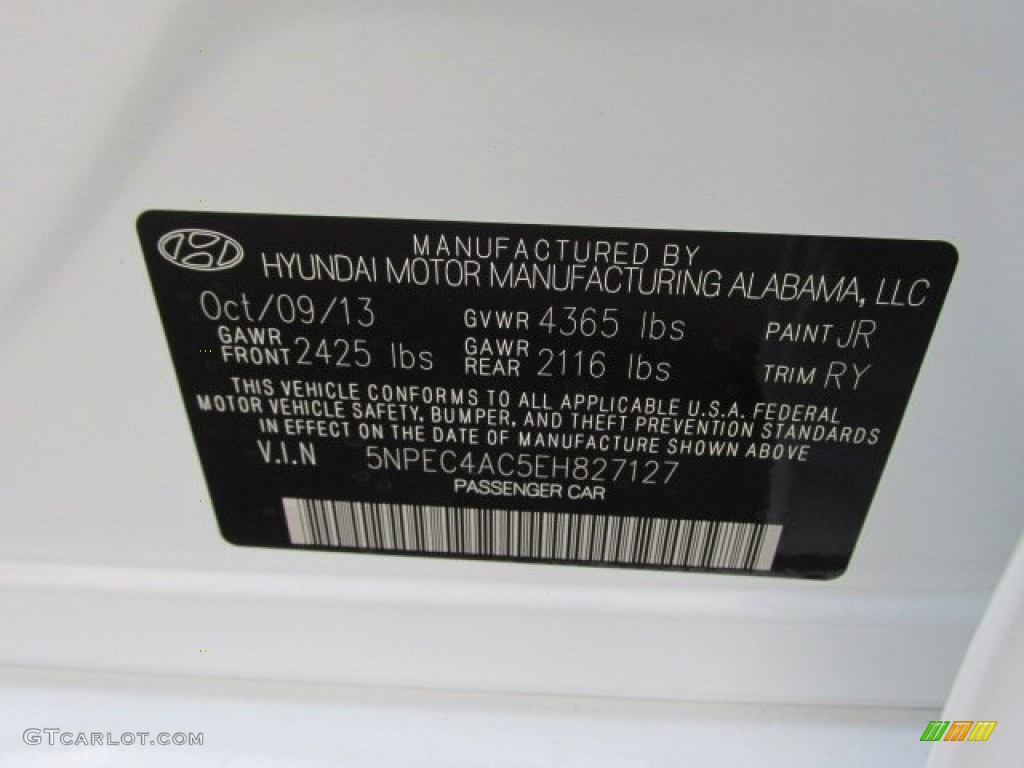 MANUFACTURED BY
HYUNDAI MOTOR MANUFACTURING ALABAMA, LLC
Oct/09/13 GVWR 4365 lbs PAINT JR
GAWR FRONT 2425 lbs GAWR REAR 2116 lbs TRIM RY
THIS VEHICLE CONFORMS TO ALL APPLICABLE U.S.A. FEDERAL
MOTOR VEHICLE SAFETY, BUMPER, AND THEFT PREVENTION STANDARDS
IN EFFECT ON THE DATE OF MANUFACTURE SHOWN ABOVE
V.I.N 5NPEC4AC5EH827127
PASSENGER CAR
GTCARLOT.COM